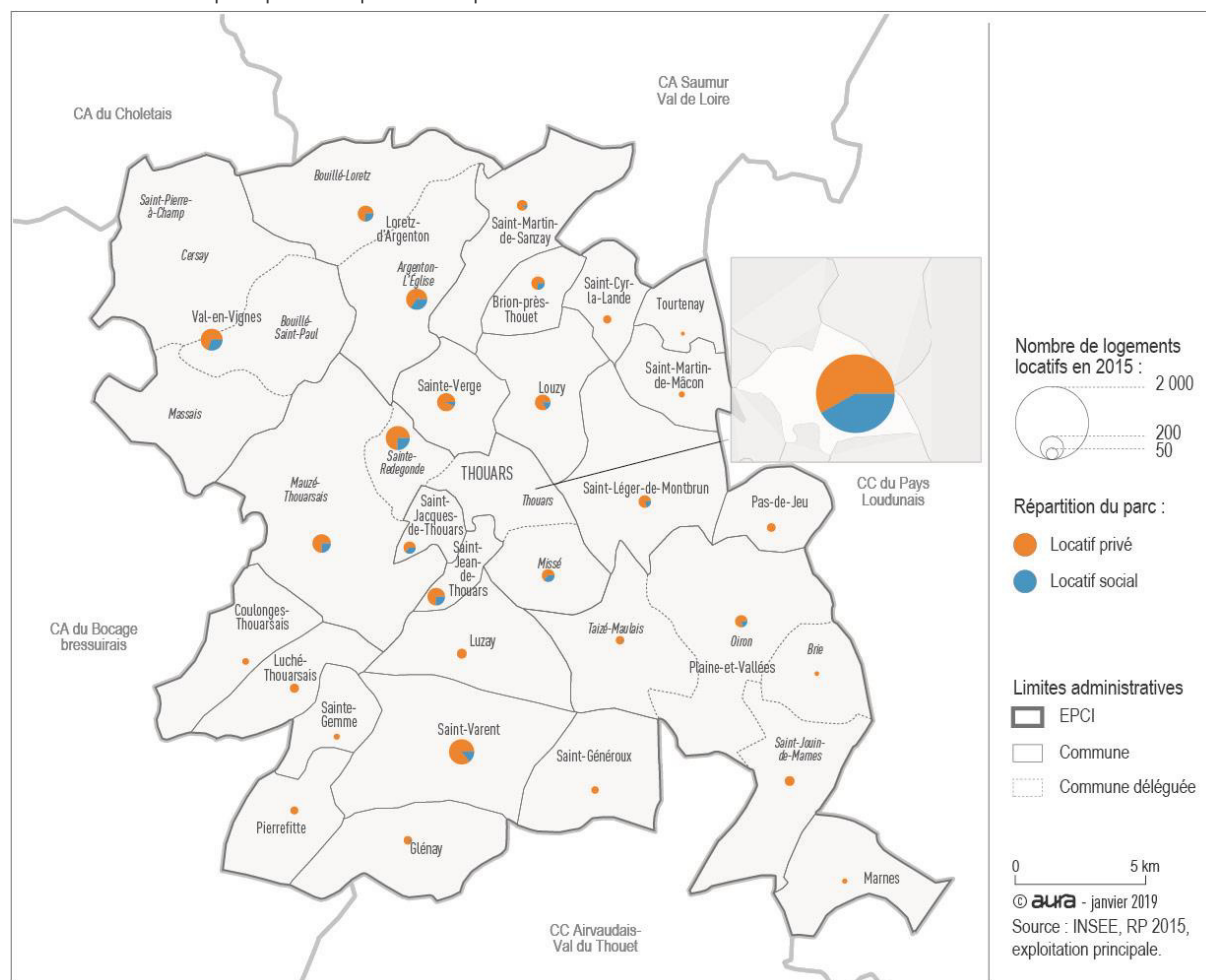 CA Saumur
Val de Loire
CA du Choletais
Bouillé-Loretz
Saint-Pierre-
à-Champ
Loretz-
d'Argenton
Saint-Martin-
de-Sanzay
Cersay
Argenton-
L'Église
Saint-Cyr-
la-Lande
Tourtenay
Brion-près-
Thouet
Val-en-Vignes
Bouillé-
Saint-Paul
Saint-Martin-
de-Mâcon
Sainte-Verge
Louzy
Massais
Sainte-
Redegonde
THOUARS
Mauzé-
Thouarsais
Saint-
Jacques-
de-Thouars
Thouars
Saint-Léger-de-Montbrun
CC du Pays
Loudunais
Pas-de-Jeu
Saint-
Jean-
de-
Thouars
Missé
CA du Bocage
bressuirais
Coulonges-
Thouarsais
Luzay
Taizé-Maulais
Oiron
Brie
Plaine-et-Vallées
Luché-
Thouarsais
Sainte-
Gemme
Saint-Varent
Saint-Généroux
Saint-Jouin-
de-Marnes
Pierrefitte
Glénay
Marnes
CC Airvaudais-
Val du Thouet
Nombre de logements
locatifs en 2015 :
2 000
200
50
Répartition du parc :
Locatif privé
Locatif social
Limites administratives
EPCI
Commune
Commune déléguée
0 5 km
© aura - janvier 2019
Source : INSEE, RP 2015,
exploitation principale.